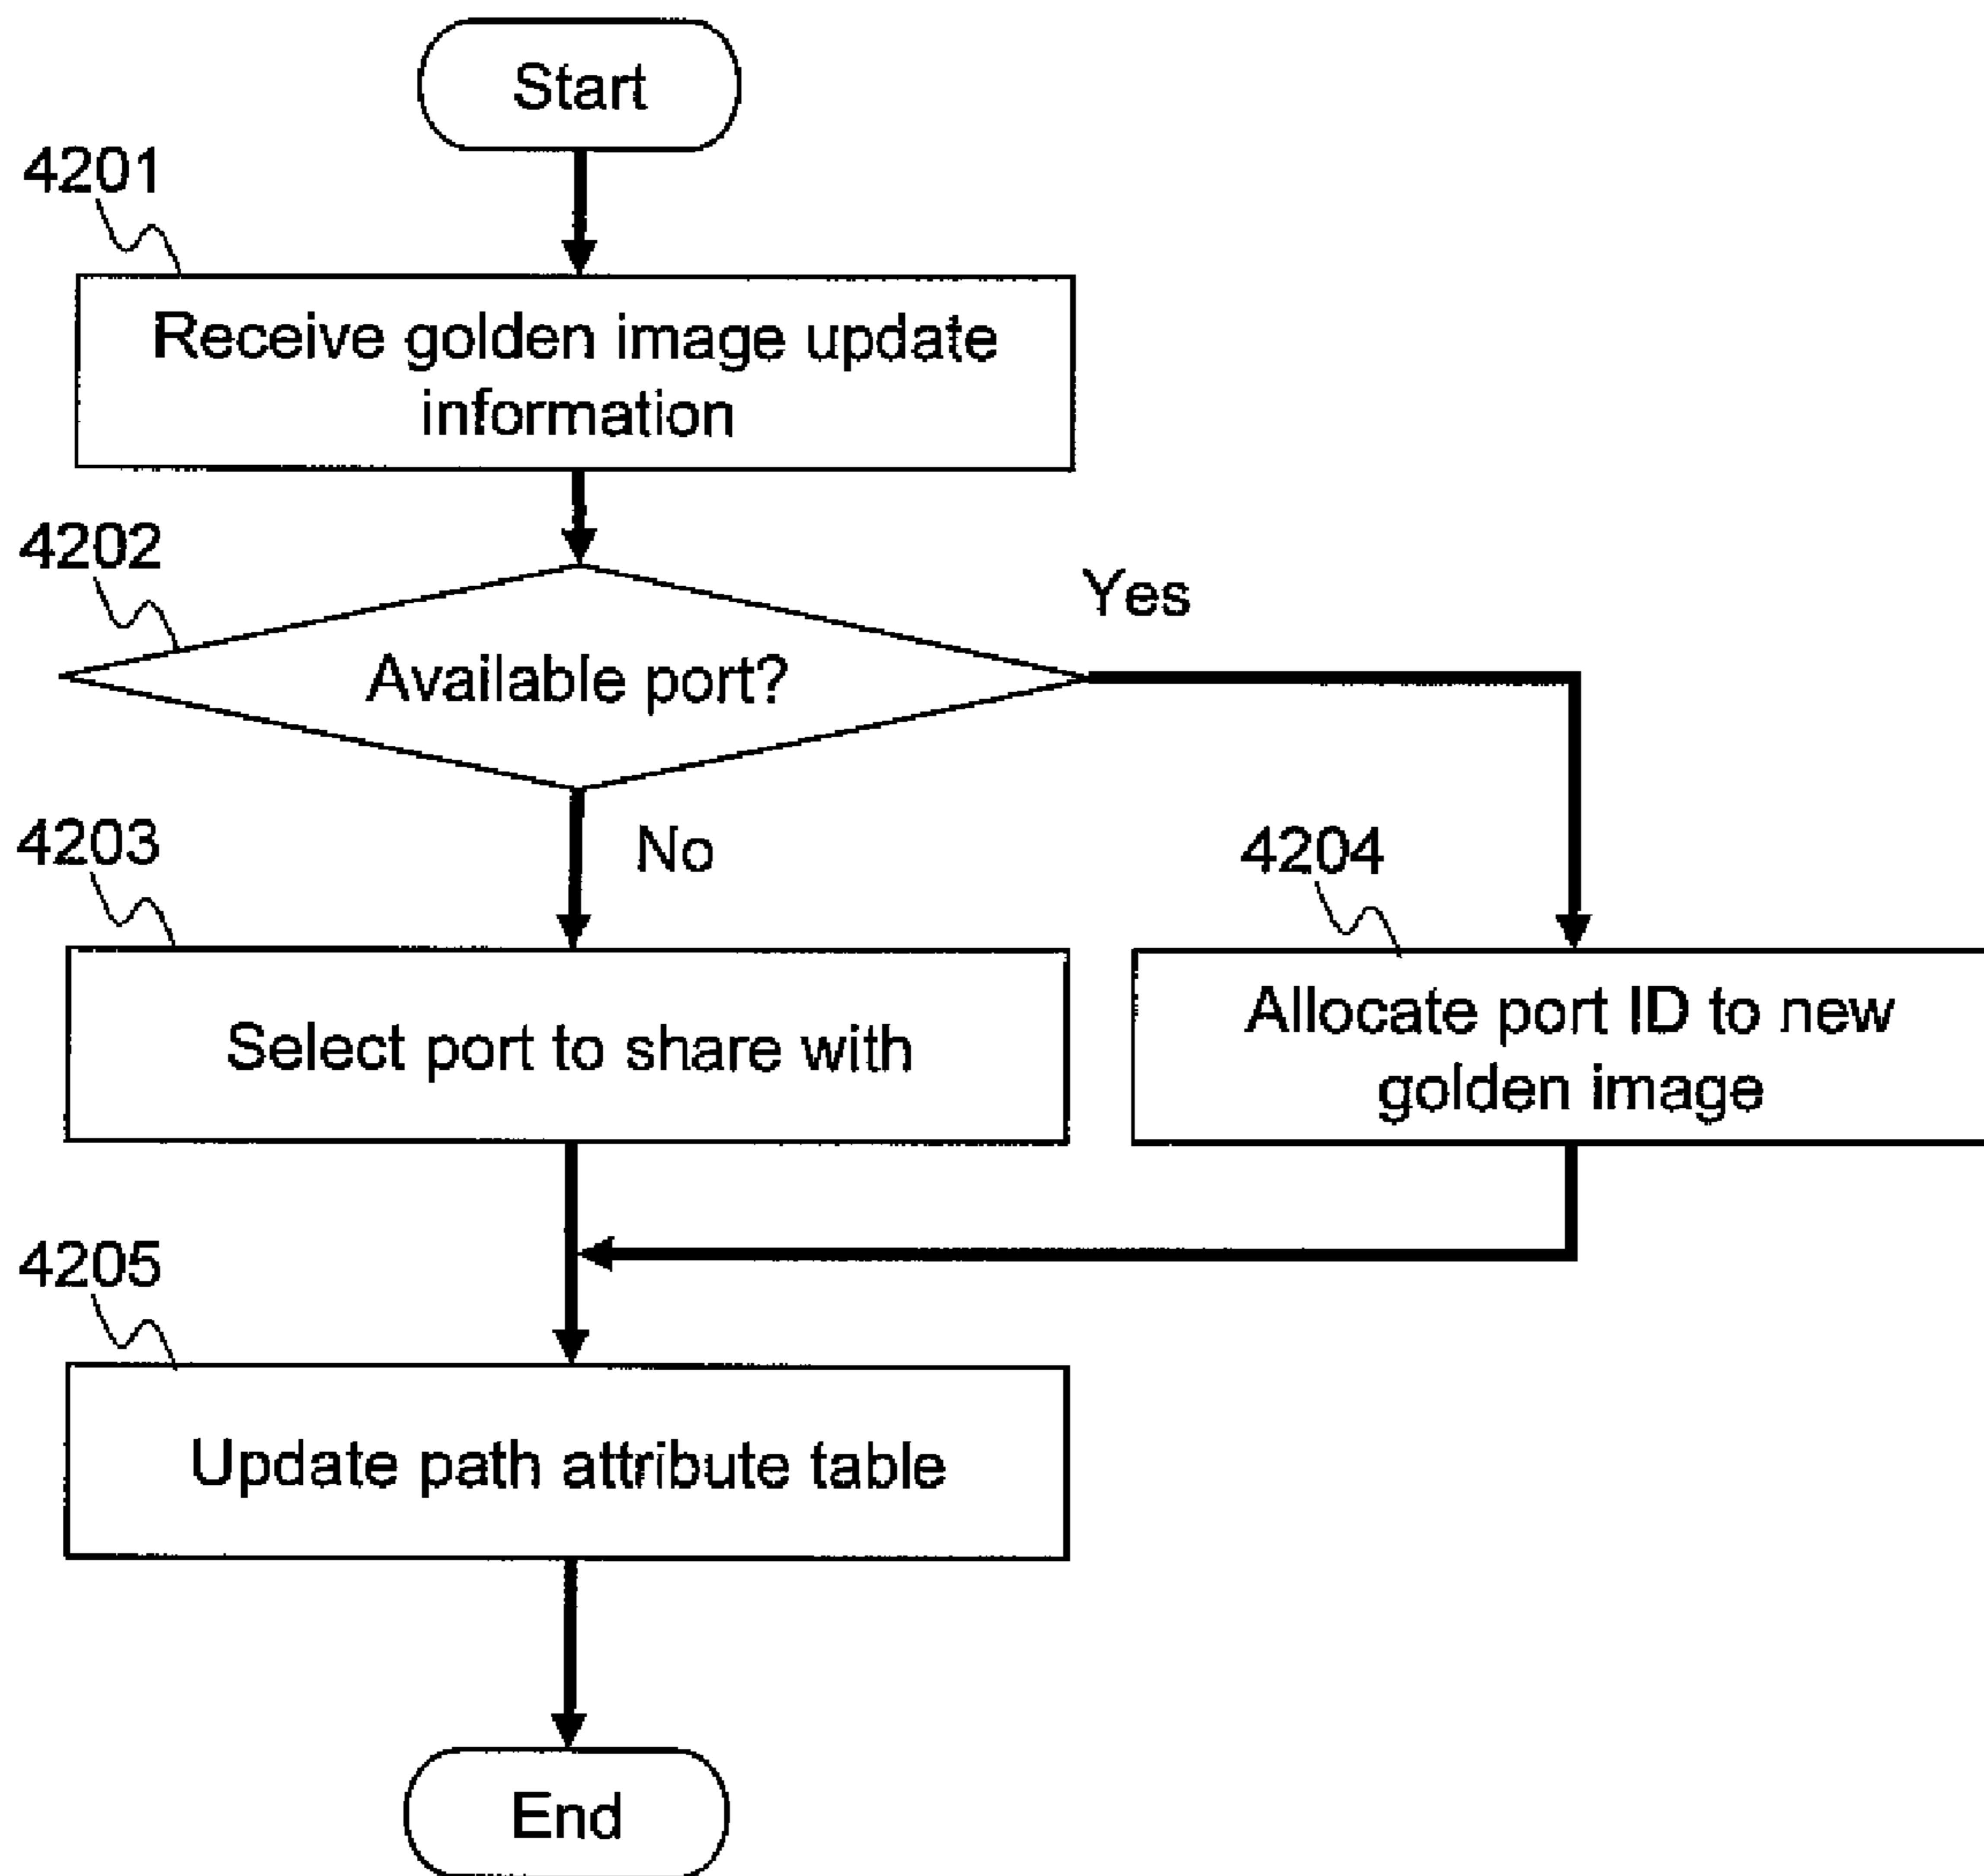 Start
4201
Receive golden image update
information
4202
Available port?
Yes
No
4203
Select port to share with
4204
Allocate port ID to new
golden image
4205
Update path attribute table
End